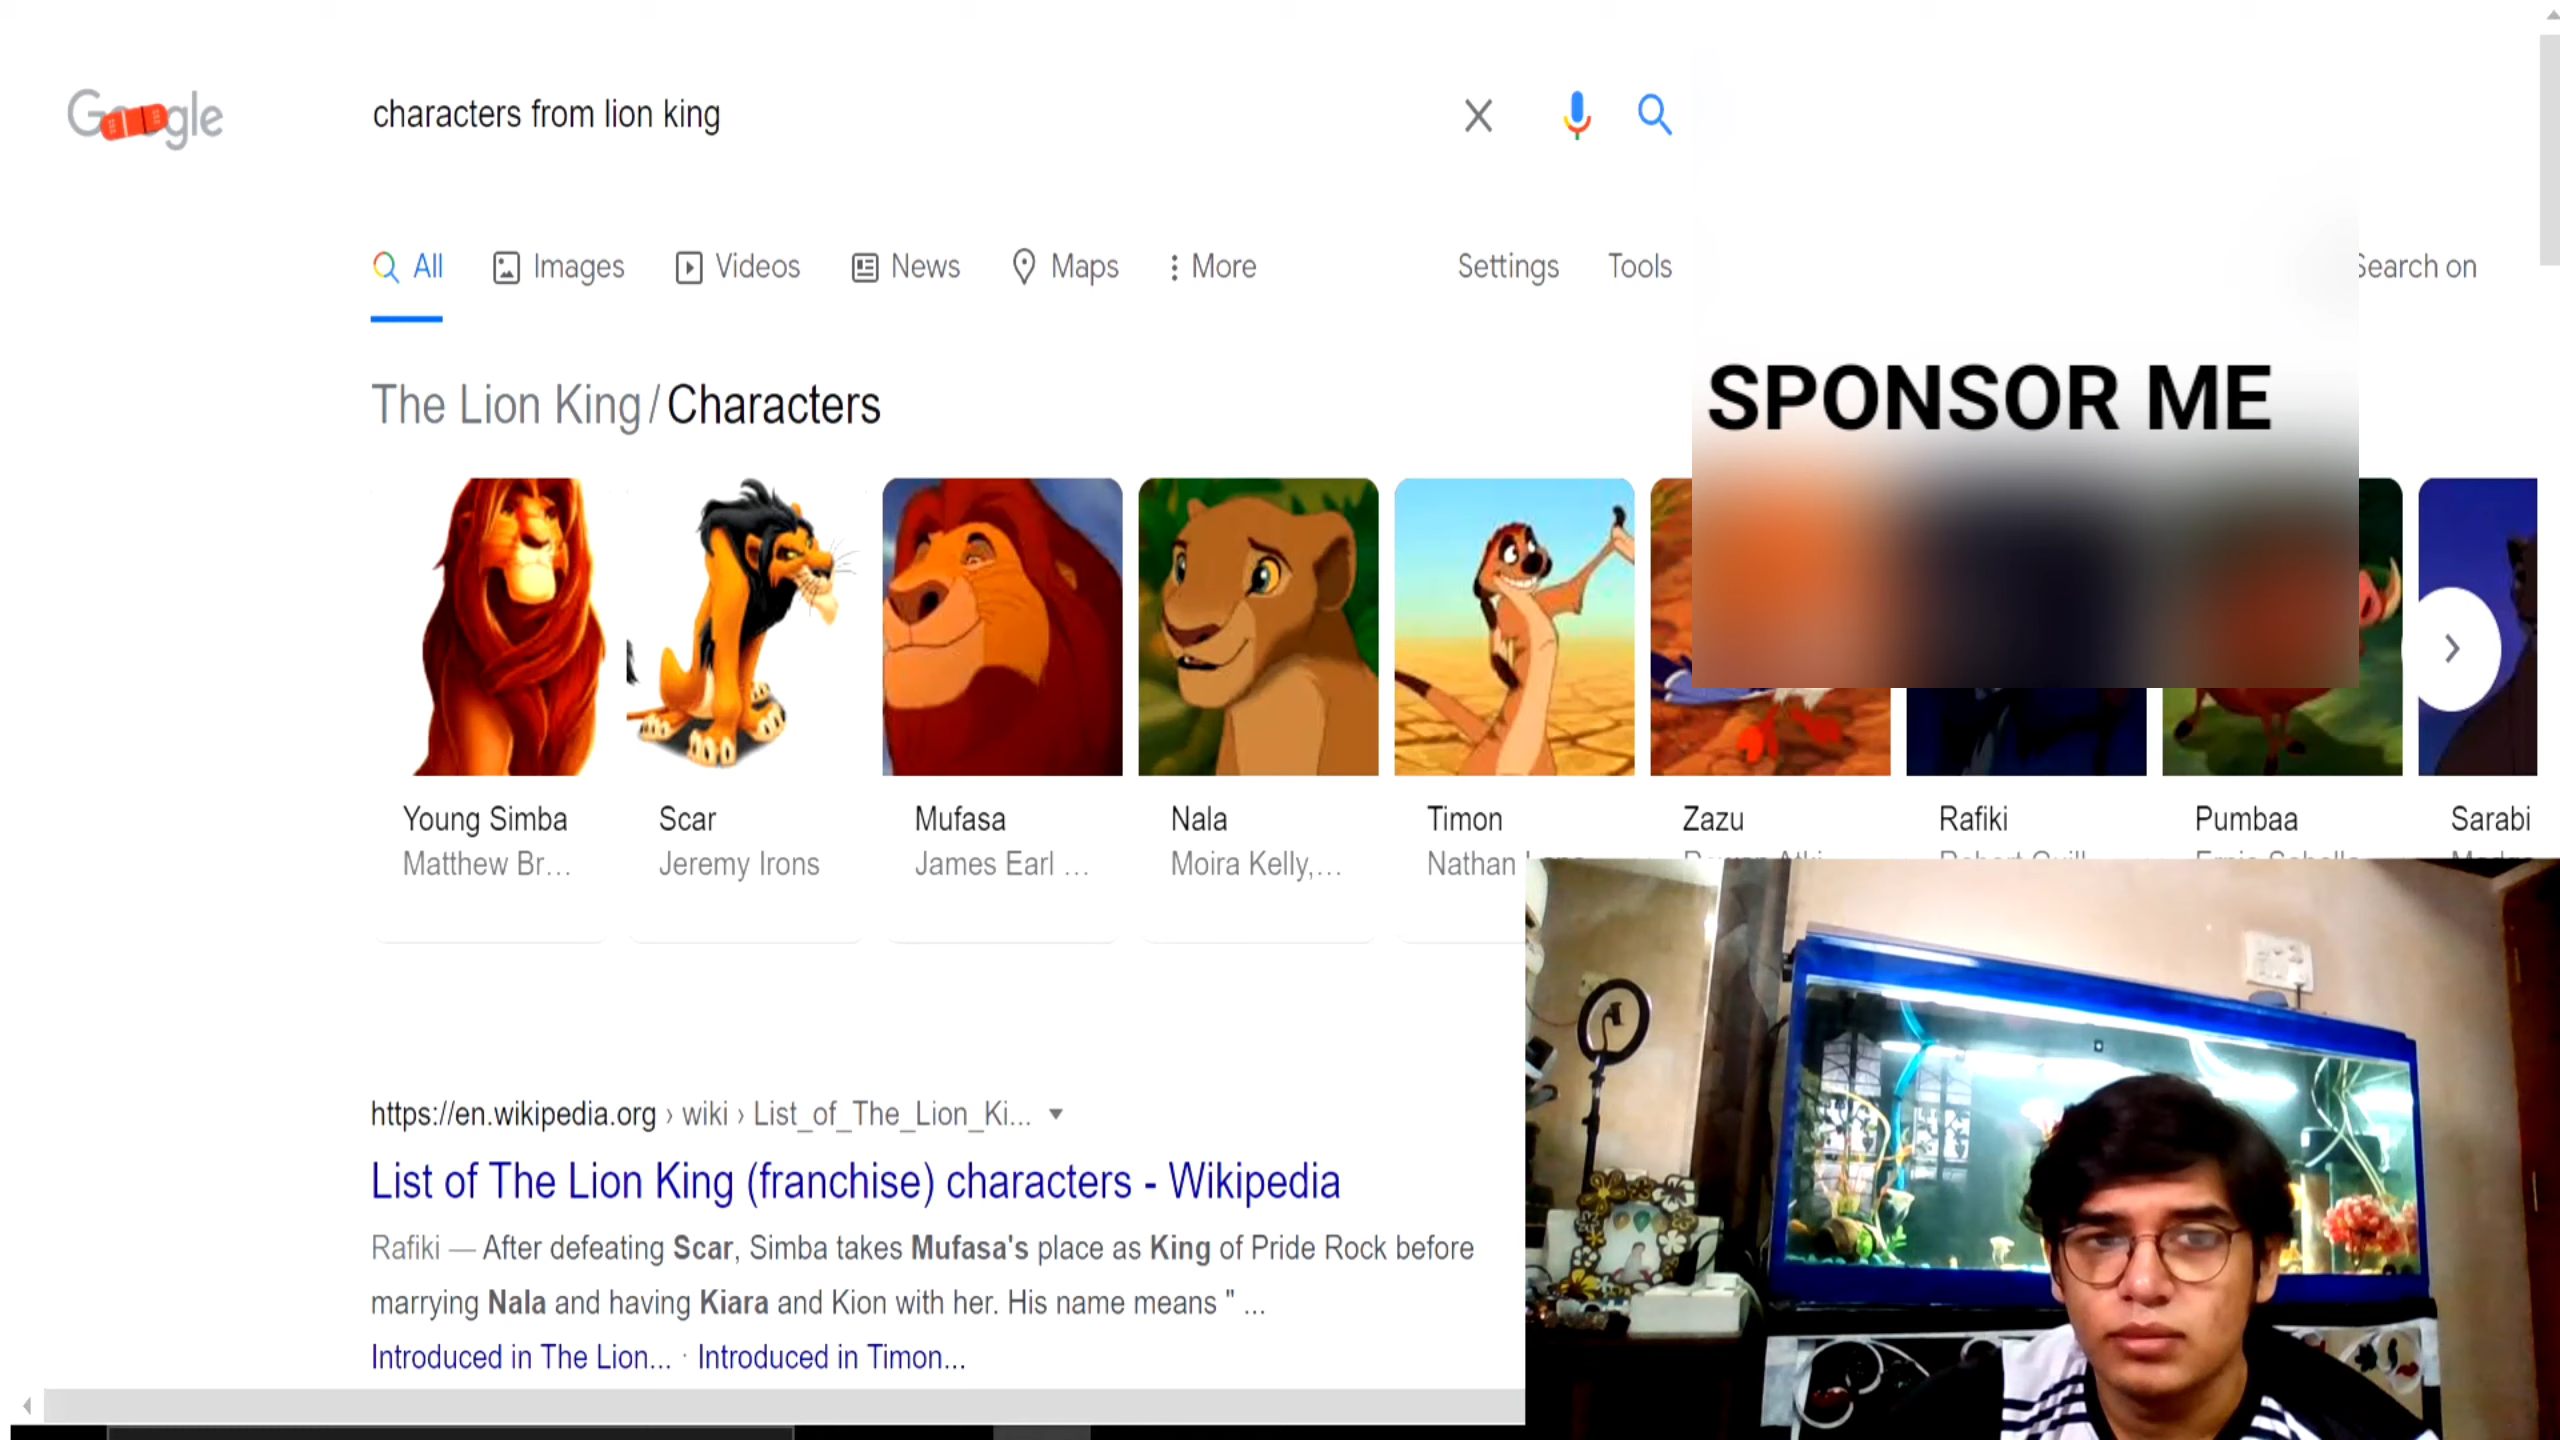 Google
characters from lion king
All Images Videos News Maps More Settings Tools Search on
The Lion King / Characters
SPONSOR ME
Young Simba Scar Mufasa Nala Timon Zazu Rafiki Pumbaa Sarabi
Matthew Br... Jeremy Irons James Earl ... Moira Kelly,... Nathan
https://en.wikipedia.org › wiki › List_of_The_Lion_Ki...
List of The Lion King (franchise) characters - Wikipedia
Rafiki — After defeating Scar, Simba takes Mufasa's place as King of Pride Rock before
marrying Nala and having Kiara and Kion with her. His name means " ...
Introduced in The Lion... · Introduced in Timon...